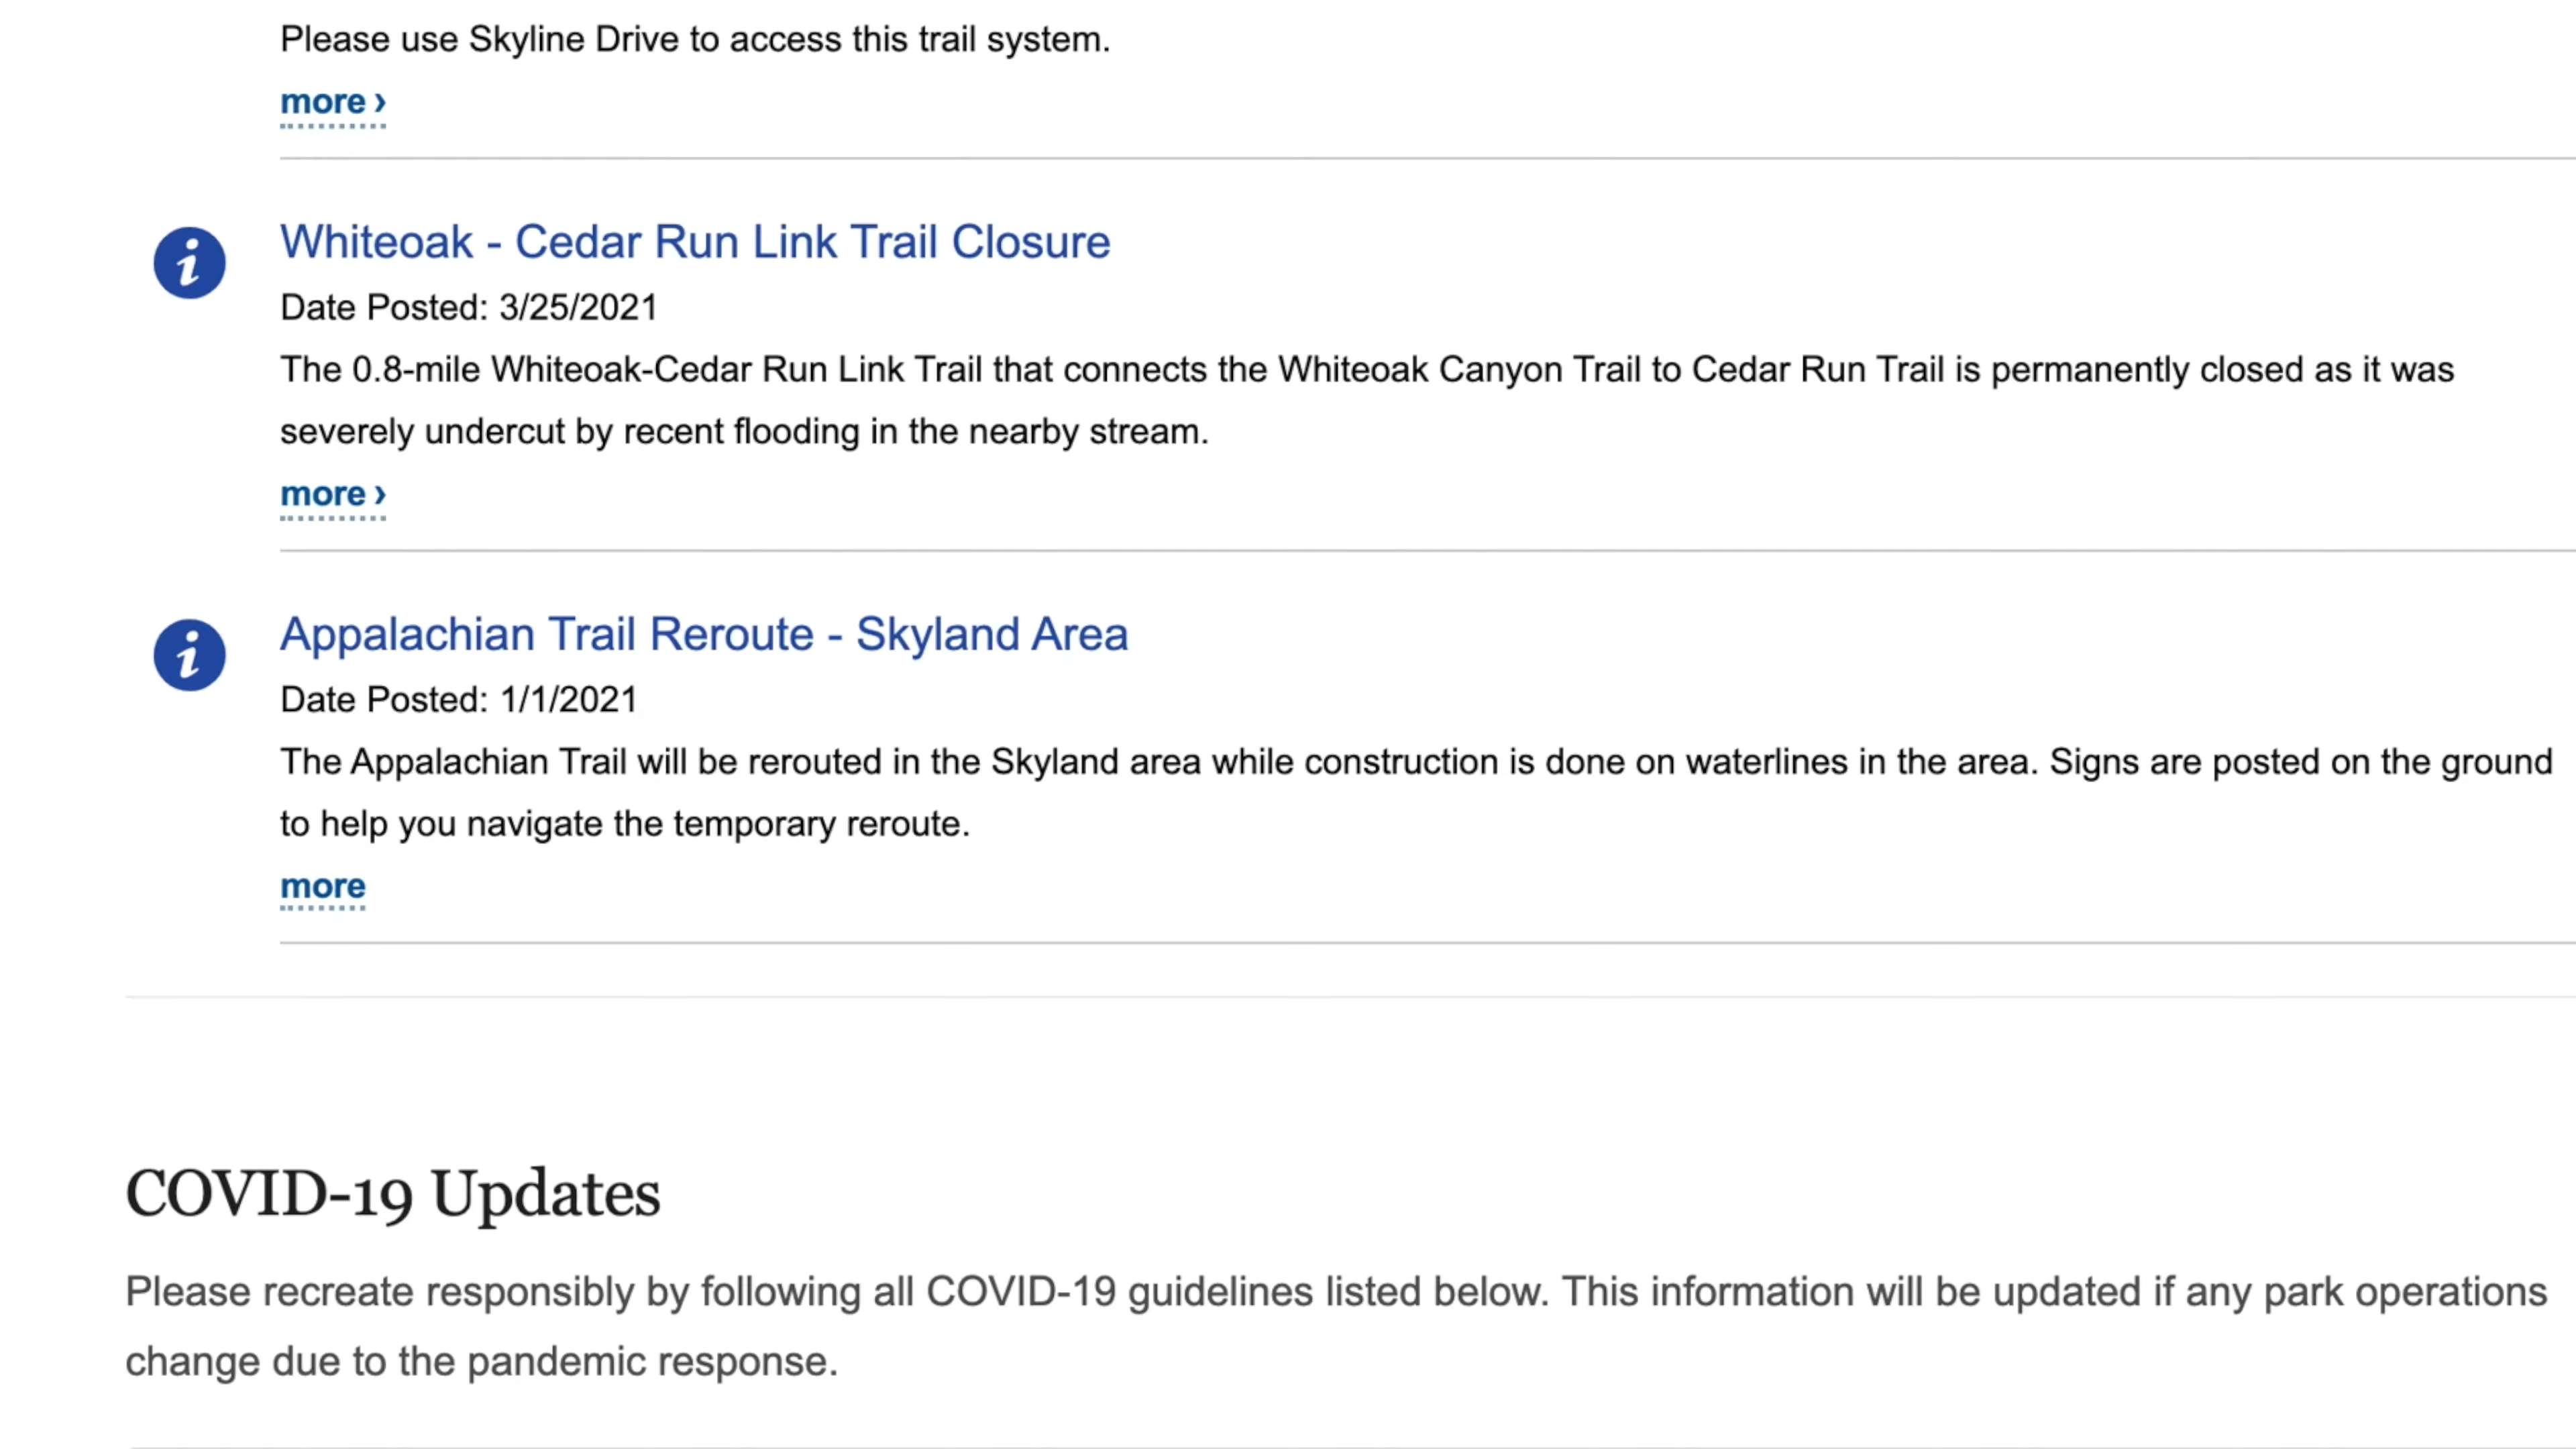 Please use Skyline Drive to access this trail system.
more ›
Whiteoak - Cedar Run Link Trail Closure
Date Posted: 3/25/2021
The 0.8-mile Whiteoak-Cedar Run Link Trail that connects the Whiteoak Canyon Trail to Cedar Run Trail is permanently closed as it was
severely undercut by recent flooding in the nearby stream.
more ›
Appalachian Trail Reroute - Skyland Area
Date Posted: 1/1/2021
The Appalachian Trail will be rerouted in the Skyland area while construction is done on waterlines in the area. Signs are posted on the ground
to help you navigate the temporary reroute.
more
COVID-19 Updates
Please recreate responsibly by following all COVID-19 guidelines listed below. This information will be updated if any park operations
change due to the pandemic response.